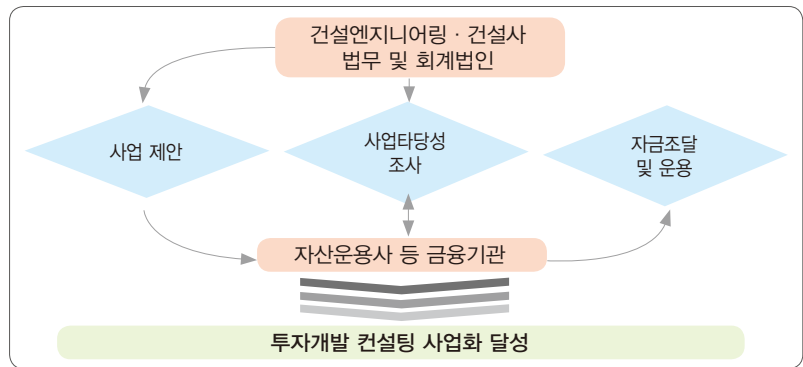 건설엔지니어링 · 건설사
법무 및 회계법인
사업 제안
사업타당성
조사
자금조달
및 운용
자산운용사 등 금융기관
투자개발 컨설팅 사업화 달성